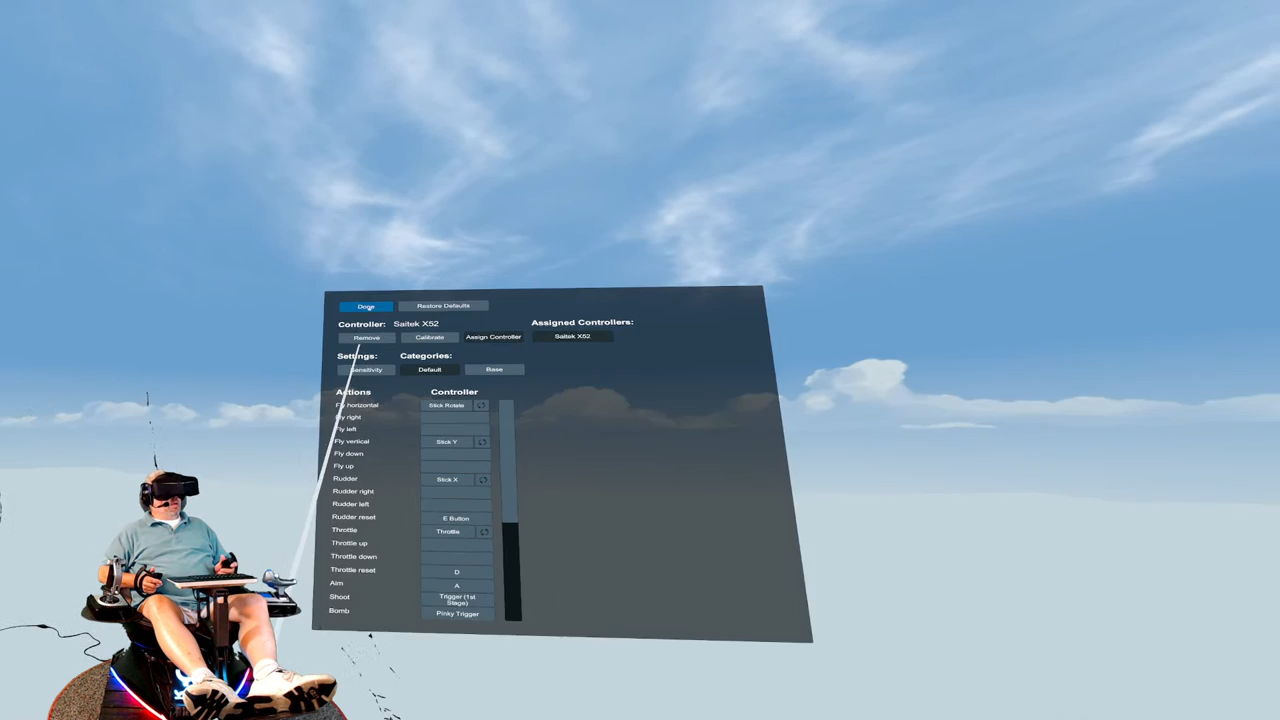 Done
Restore Defaults
Controller: Saitek X52
Assigned Controllers:
Remove
Calibrate
Assign Controller
Saitek X52
Settings:
Categories:
Sensitivity
Default
Base
Actions
Controller
Fly horizontal
Stick Rotate
Fly right
Fly left
Fly vertical
Stick Y
Fly down
Fly up
Rudder
Stick X
Rudder right
Rudder left
Rudder reset
E Button
Throttle
Throttle
Throttle up
Throttle down
Throttle reset
D
Aim
A
Shoot
Trigger (1st
Stage)
Bomb
Pinky Trigger